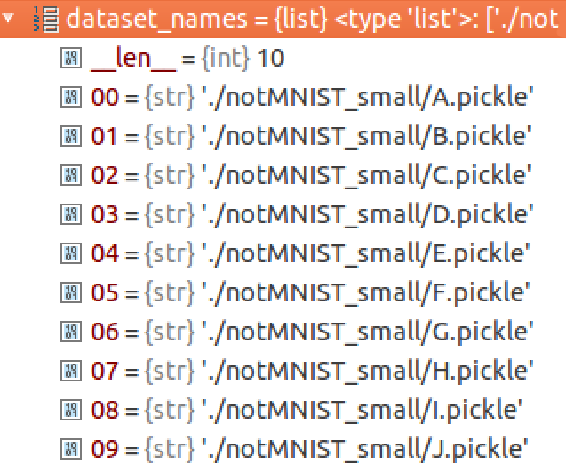 dataset_names = {list} <type 'list'>: ['./not
__len__ = {int} 10
00 = {str} './notMNIST_small/A.pickle'
01 = {str} './notMNIST_small/B.pickle'
02 = {str} './notMNIST_small/C.pickle'
03 = {str} './notMNIST_small/D.pickle'
04 = {str} './notMNIST_small/E.pickle'
05 = {str} './notMNIST_small/F.pickle'
06 = {str} './notMNIST_small/G.pickle'
07 = {str} './notMNIST_small/H.pickle'
08 = {str} './notMNIST_small/I.pickle'
09 = {str} './notMNIST_small/J.pickle'